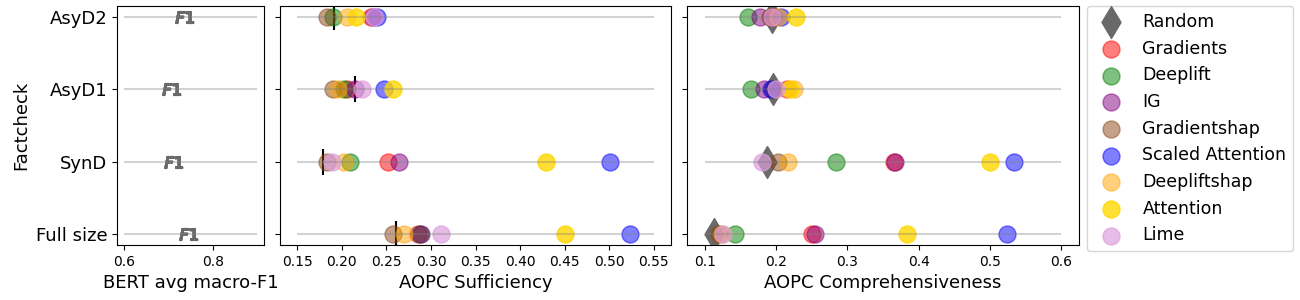 Factcheck
AsyD2
AsyD1
SynD
Full size
F1
F1
F1
F1
0.6 0.8
BERT avg macro-F1
0.15 0.20 0.25 0.30 0.35 0.40 0.45 0.50 0.55
AOPC Sufficiency
0.1 0.2 0.3 0.4 0.5 0.6
AOPC Comprehensiveness
Random
Gradients
Deeplift
IG
Gradientshap
Scaled Attention
Deepliftshap
Attention
Lime